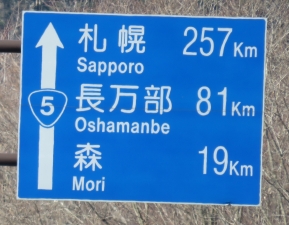 札幌 257Km
Sapporo
5
長万部 81Km
Oshamanbe
森 19Km
Mori